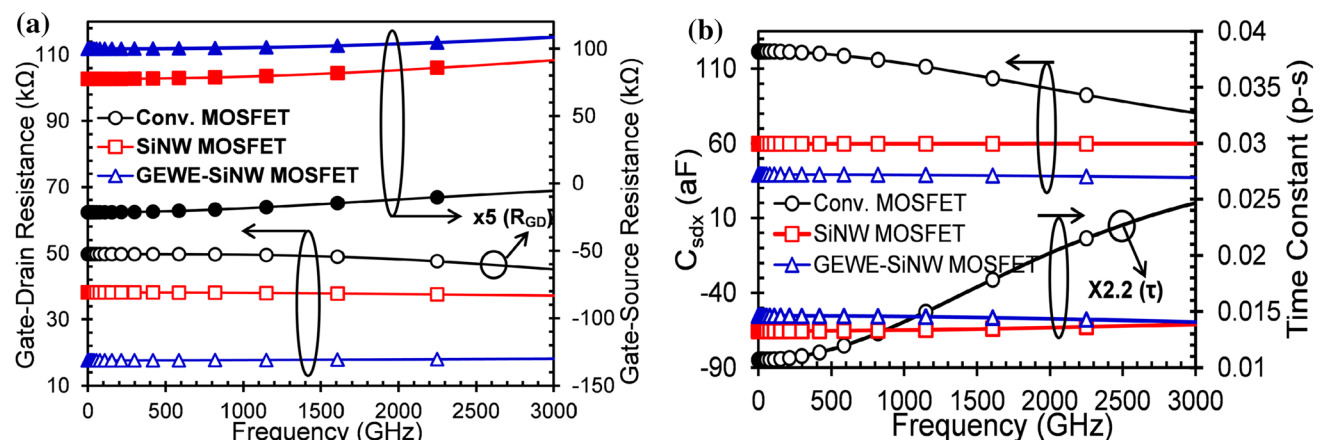 (a)
Gate-Drain Resistance (kΩ)
110
90
70
50
30
10
Conv. MOSFET
SiNW MOSFET
GEWE-SiNW MOSFET
x5 (RGD)
100
50
0
-50
-100
-150
Gate-Source Resistance (kΩ)
0 500 1000 1500 2000 2500 3000
Frequency (GHz)
(b)
Csdx (aF)
110
60
10
-40
-90
Conv. MOSFET
SiNW MOSFET
GEWE-SiNW MOSFET
X2.2 (τ)
0.04
0.035
0.03
0.025
0.02
0.015
0.01
Time Constant (p-s)
0 500 1000 1500 2000 2500 3000
Frequency (GHz)